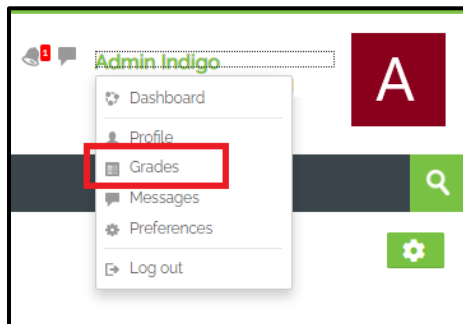 1
Admin Indigo
A
Dashboard
Profile
Grades
Messages
Preferences
Log out